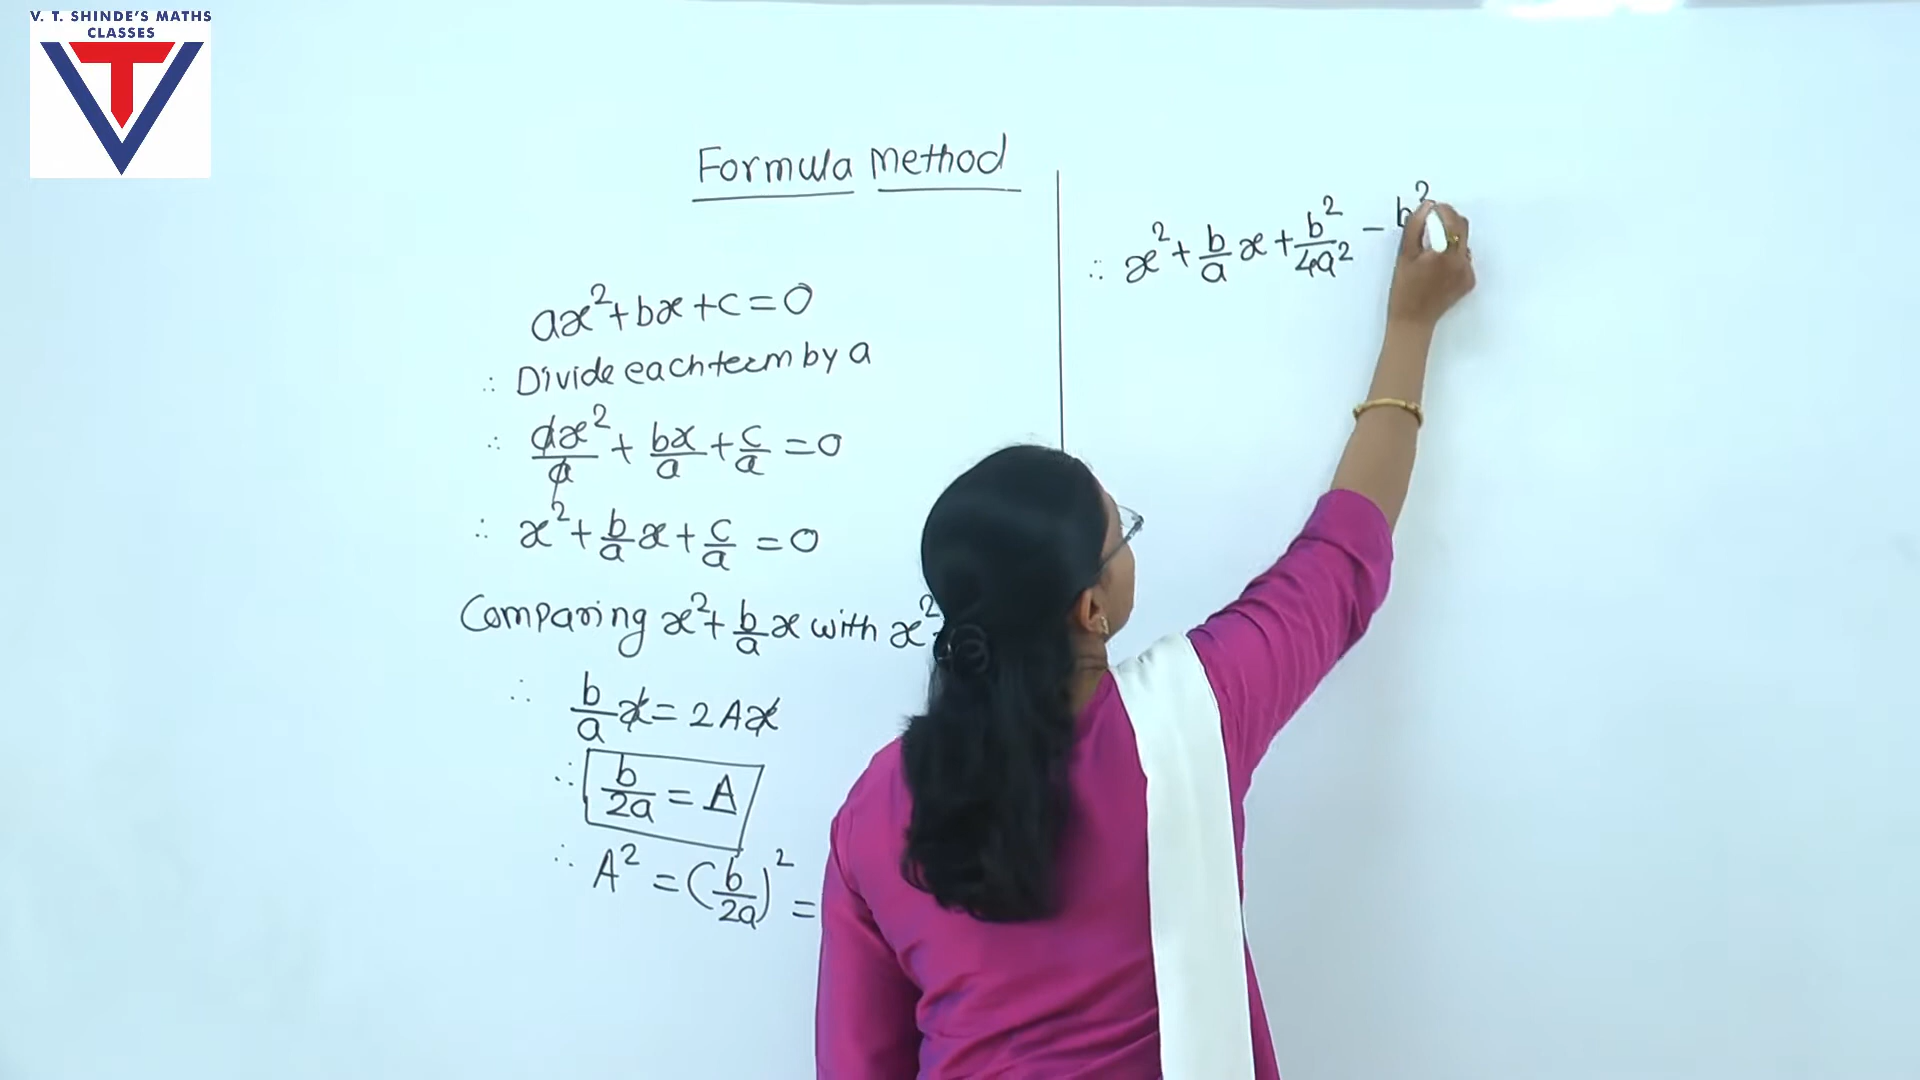 V. T. SHINDE'S MATHS
CLASSES
Formula Method
ax²+bx+c=0
∴ Divide each term by a
∴ ax²/a + bx/a + c/a = 0
∴ x²+b/a x+c/a = 0
Comparing x²+b/a x with x²
∴ b/a x = 2Ax
∴ b/2a = A
∴ A² = (b/2a)² =
∴ x²+b/a x+b²/4a² - b²